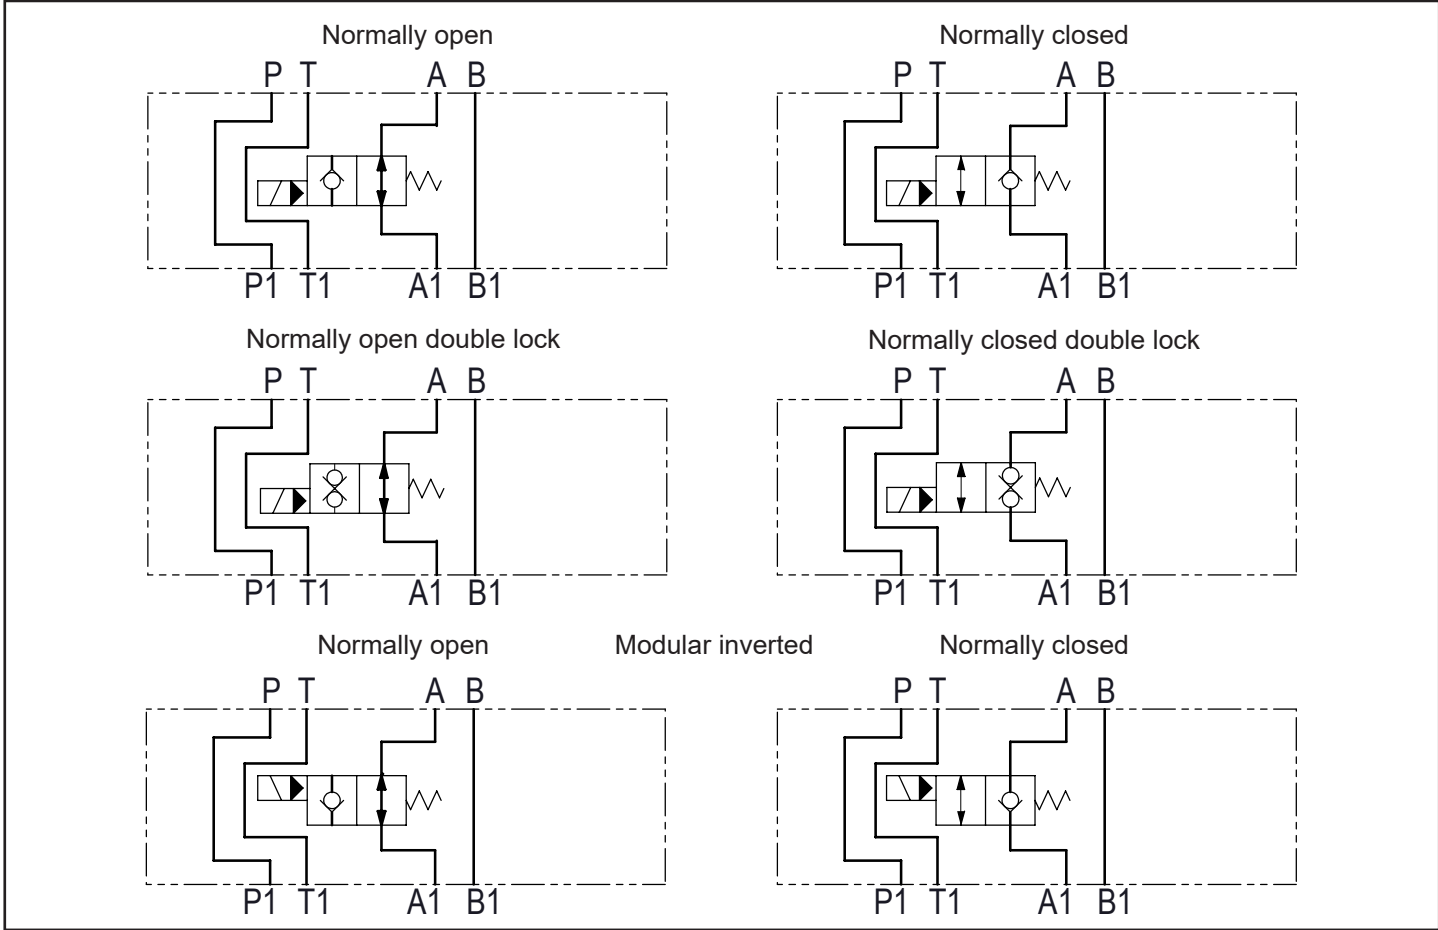 Normally open Normally closed
P T A B P T A B
P1 T1 A1 B1 P1 T1 A1 B1
Normally open double lock Normally closed double lock
P T A B P T A B
P1 T1 A1 B1 P1 T1 A1 B1
Normally open Modular inverted Normally closed
P T A B P T A B
P1 T1 A1 B1 P1 T1 A1 B1